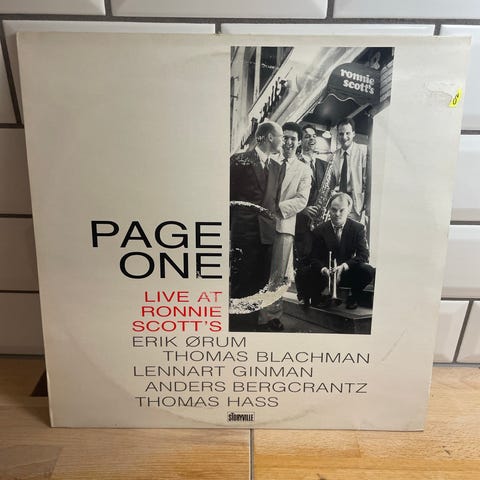 ronnie
scott's
PAGE
ONE
LIVE AT
RONNIE
SCOTT'S
ERIK ØRUM
THOMAS BLACHMAN
LENNART GINMAN
ANDERS BERGCRANTZ
THOMAS HASS
STORYVILLE